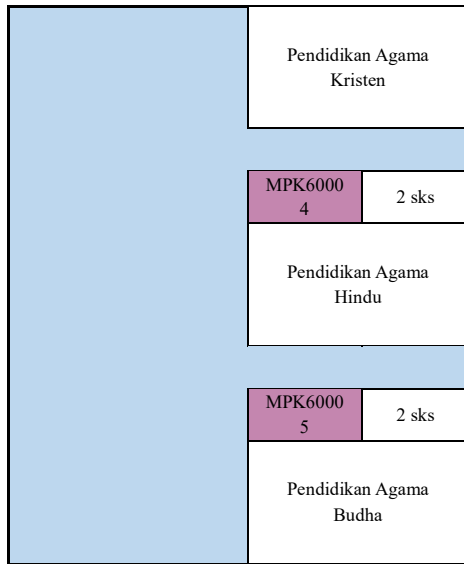 Pendidikan Agama
Kristen
MPK6000
4
2 sks
Pendidikan Agama
Hindu
MPK6000
5
2 sks
Pendidikan Agama
Budha